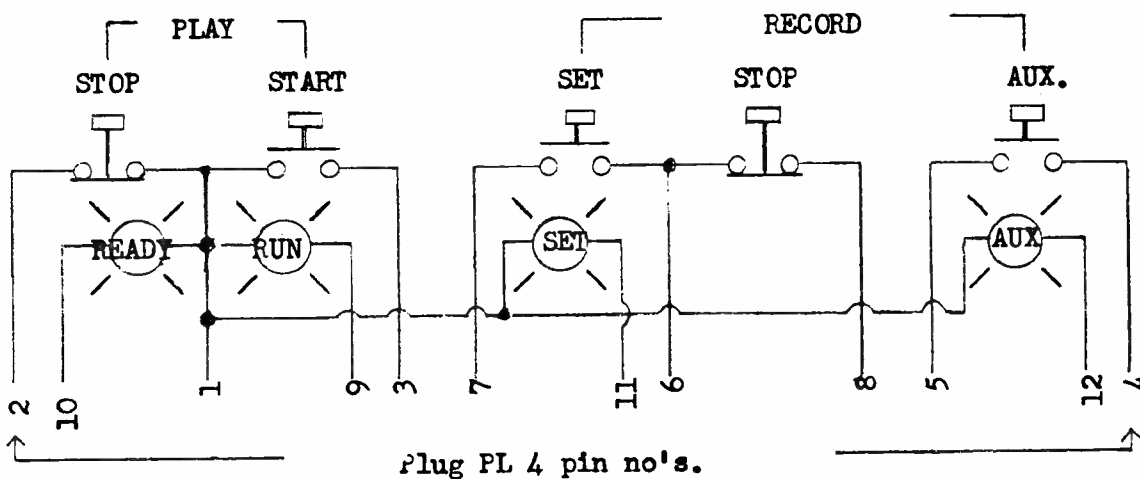 PLAY RECORD
STOP START SET STOP AUX.
READY RUN SET AUX
2 10 1 9 3 7 11 6 8 5 12 4
Plug PL 4 pin no's.